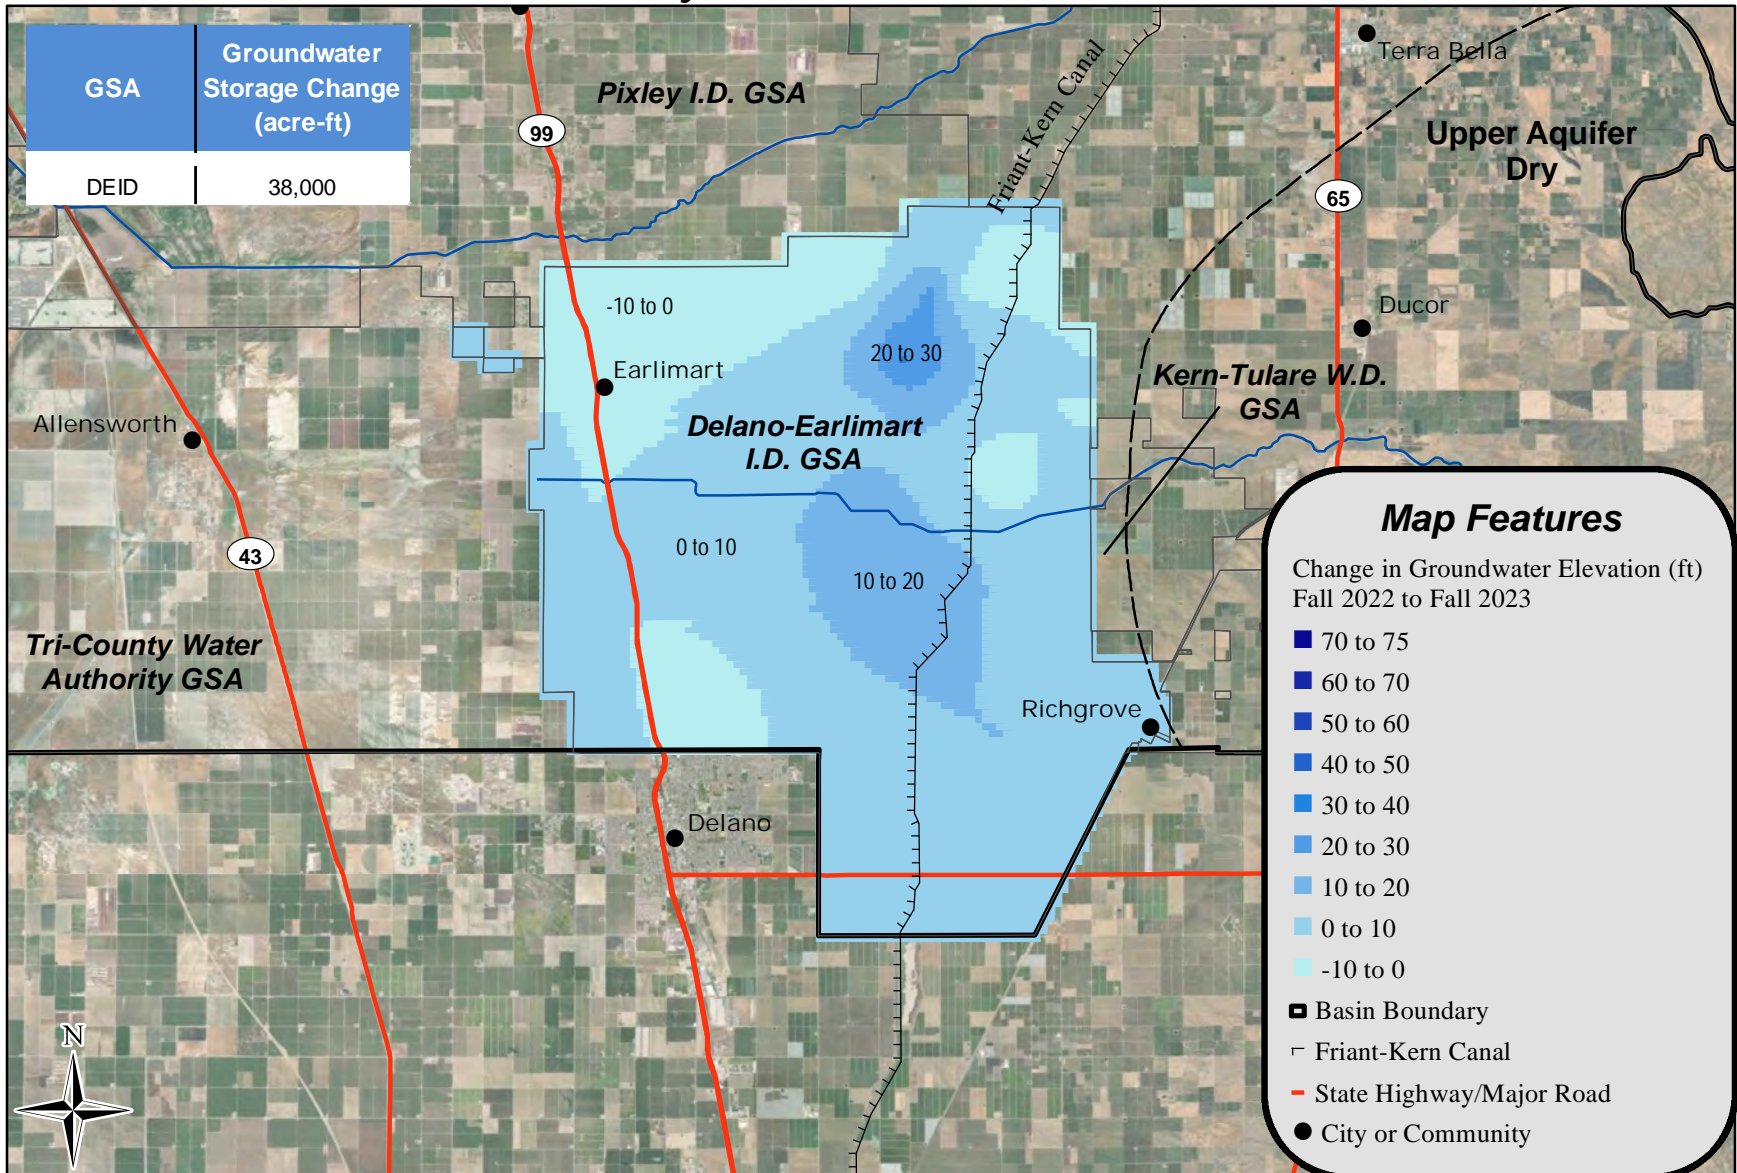 GSA
Groundwater
Storage Change
(acre-ft)
DEID
38,000
Pixley I.D. GSA
Friant-Kern Canal
Terra Bella
Upper Aquifer
Dry
99
65
-10 to 0
20 to 30
Ducor
Earlimart
Kern-Tulare W.D.
GSA
Allensworth
Delano-Earlimart
I.D. GSA
43
0 to 10
10 to 20
Tri-County Water
Authority GSA
Richgrove
Delano
N
Map Features
Change in Groundwater Elevation (ft)
Fall 2022 to Fall 2023
70 to 75
60 to 70
50 to 60
40 to 50
30 to 40
20 to 30
10 to 20
0 to 10
-10 to 0
Basin Boundary
Friant-Kern Canal
State Highway/Major Road
City or Community